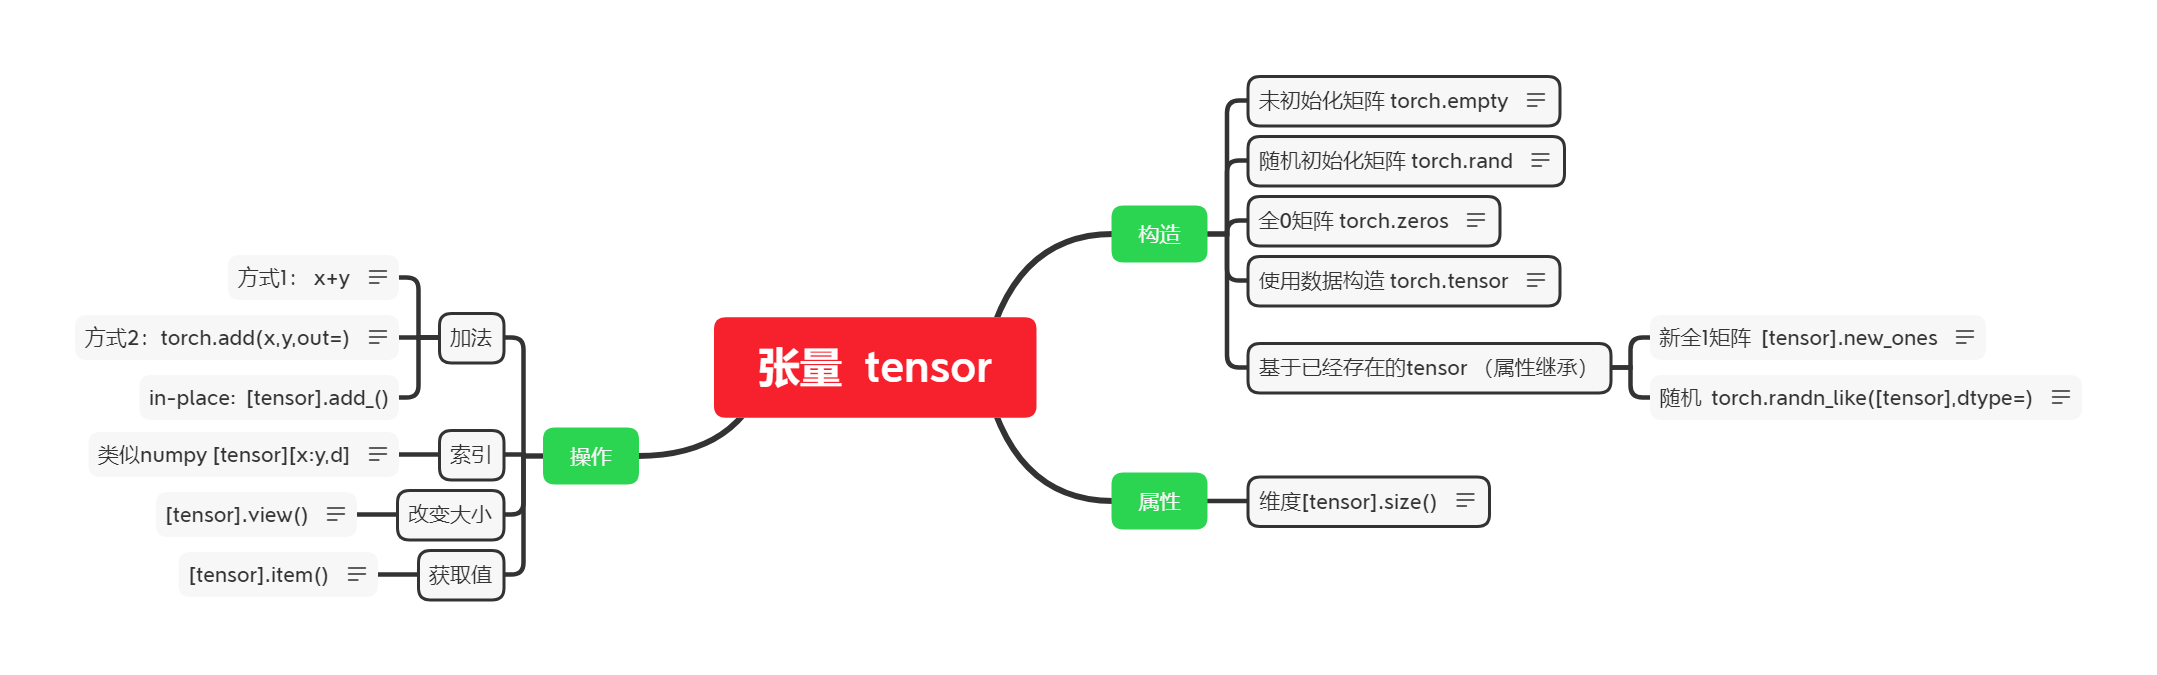 张量 tensor
构造
未初始化矩阵 torch.empty
随机初始化矩阵 torch.rand
全0矩阵 torch.zeros
使用数据构造 torch.tensor
基于已经存在的tensor （属性继承）
新全1矩阵 [tensor].new_ones
随机 torch.randn_like([tensor],dtype=)
属性
维度[tensor].size()
操作
加法
方式1： x+y
方式2：torch.add(x,y,out=)
in-place: [tensor].add_()
索引
类似numpy [tensor][x:y,d]
改变大小
[tensor].view()
获取值
[tensor].item()